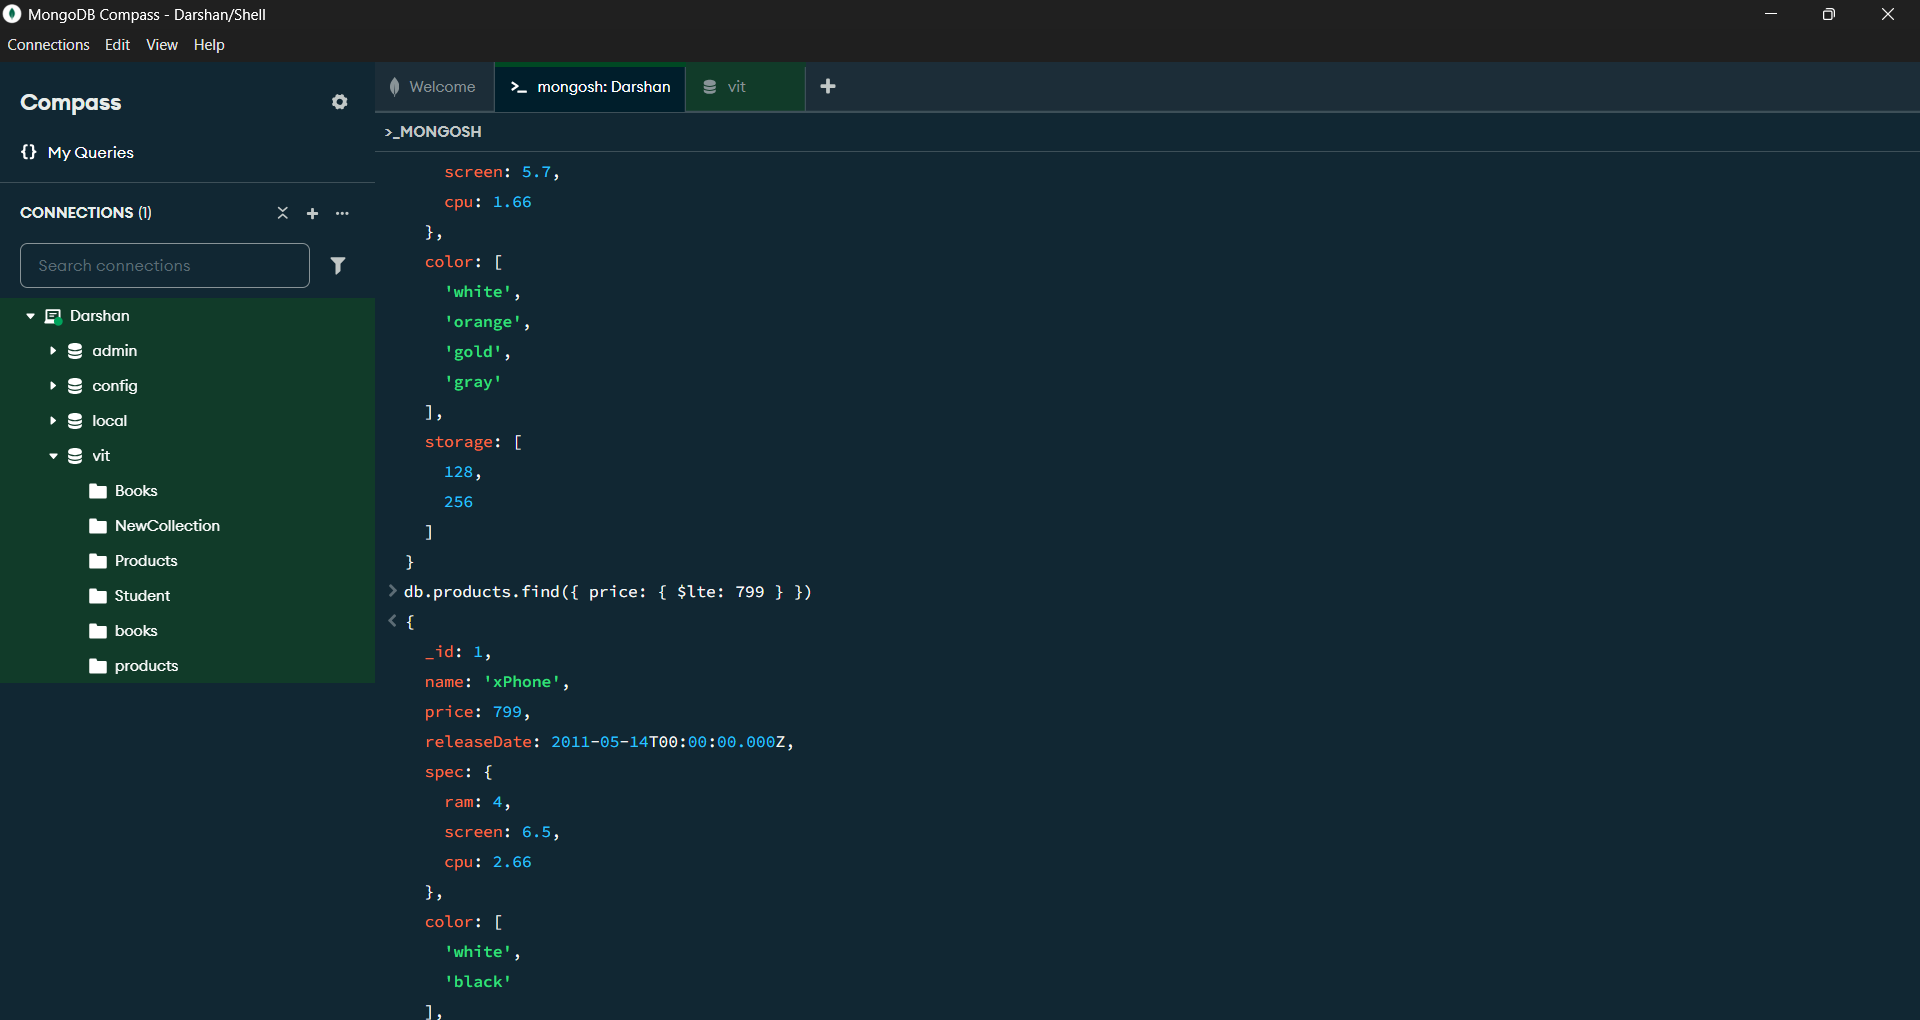 MongoDB Compass - Darshan/Shell
Connections Edit View Help
Compass
{} My Queries
CONNECTIONS (1)
Search connections
Darshan
admin
config
local
vit
Books
NewCollection
Products
Student
books
products
Welcome
>_ mongosh: Darshan
vit
>_MONGOSH
screen: 5.7,
cpu: 1.66
},
color: [
'white',
'orange',
'gold',
'gray'
],
storage: [
128,
256
]
}
> db.products.find({ price: { $lte: 799 } })
< {
_id: 1,
name: 'xPhone',
price: 799,
releaseDate: 2011-05-14T00:00:00.000Z,
spec: {
ram: 4,
screen: 6.5,
cpu: 2.66
},
color: [
'white',
'black'
],